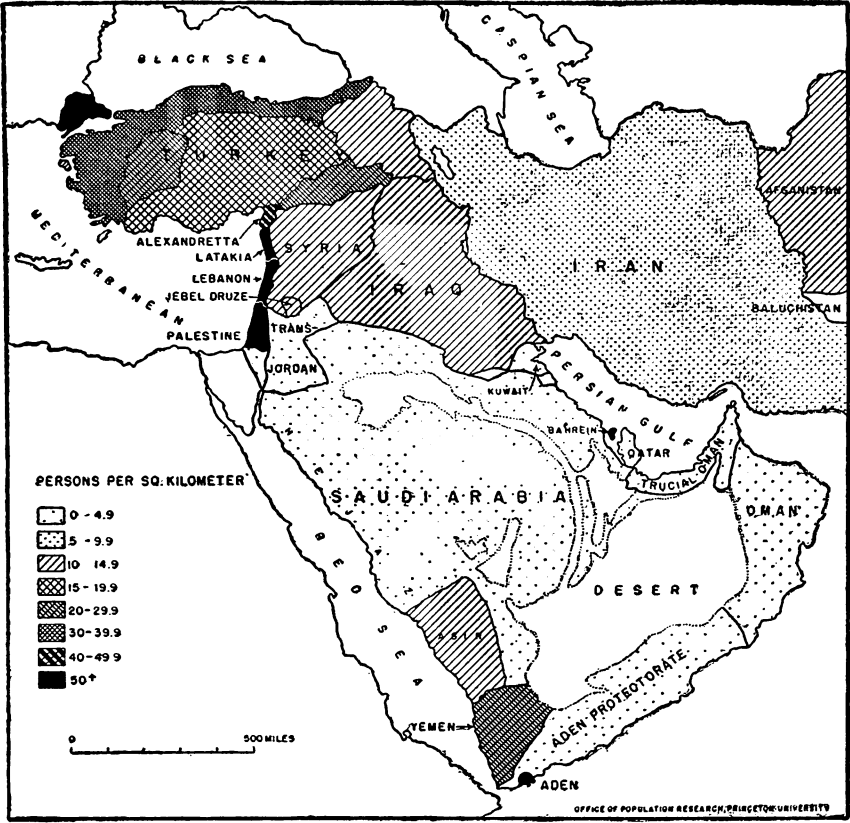 BLACK SEA
CASPIAN SEA
TURKEY
AFGANISTAN
MEDITERRANEAN
ALEXANDRETTA
LATAKIA
SYRIA
LEBANON
JEBEL DRUZE
IRAQ
IRAN
BALUCHISTAN
PALESTINE
TRANS-
JORDAN
KUWAIT
PERSIAN GULF
BAHREIN
QATAR
TRUCIAL OMAN
OMAN
SAUDI ARABIA
RED SEA
DESERT
ASIR
YEMEN
ADEN PROTECTORATE
ADEN
PERSONS PER SQ. KILOMETER
0 - 4.9
5 - 9.9
10 14.9
15 - 19.9
20-29.9
30-39.9
40-49 9
50+
0 500 MILES
OFFICE OF POPULATION RESEARCH, PRINCETON UNIVERSITY